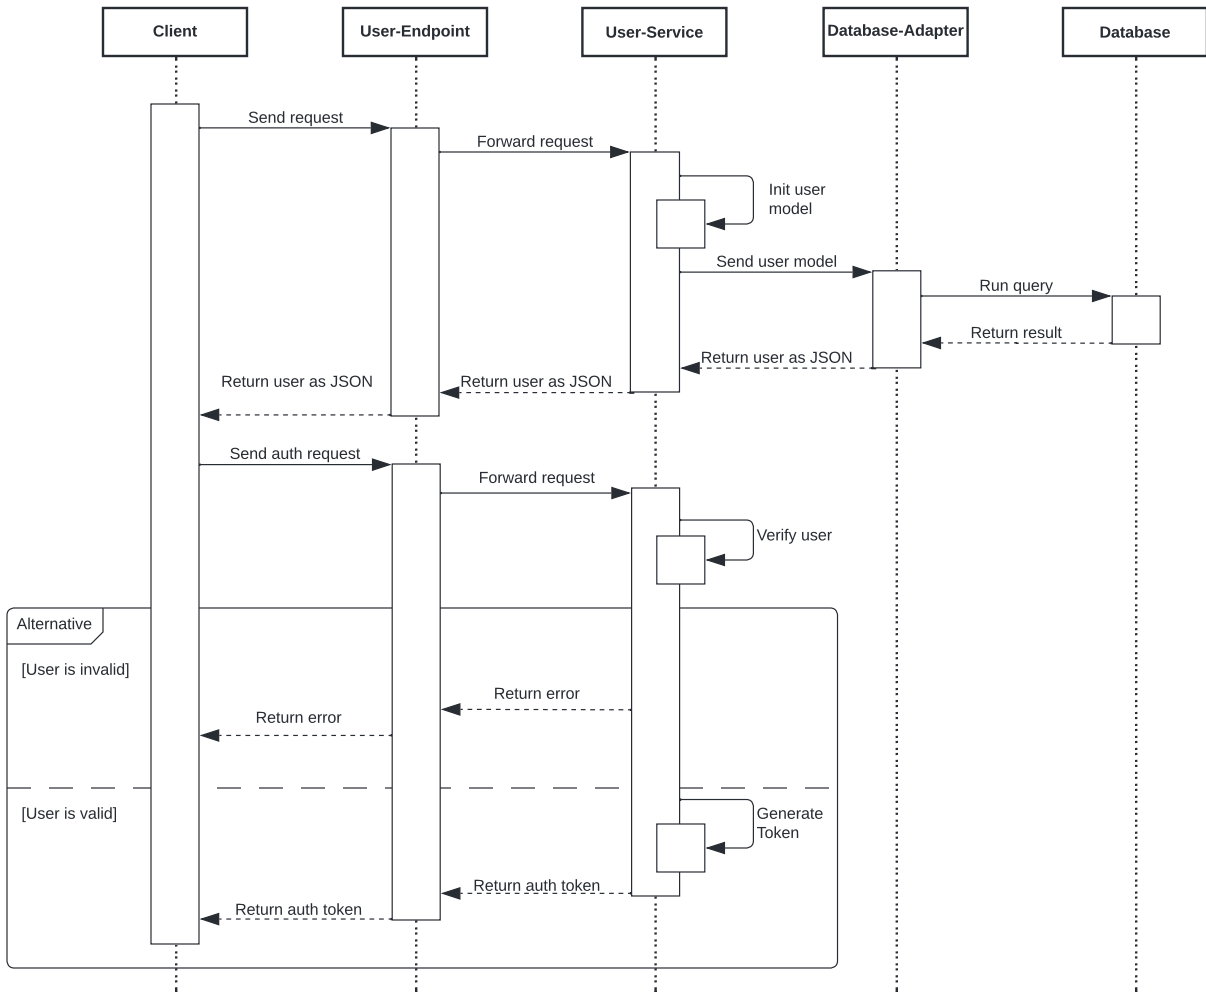 Client
User-Endpoint
User-Service
Database-Adapter
Database
Send request
Forward request
Init user
model
Send user model
Run query
Return result
Return user as JSON
Return user as JSON
Return user as JSON
Send auth request
Forward request
Verify user
Alternative
[User is invalid]
Return error
Return error
[User is valid]
Generate
Token
Return auth token
Return auth token